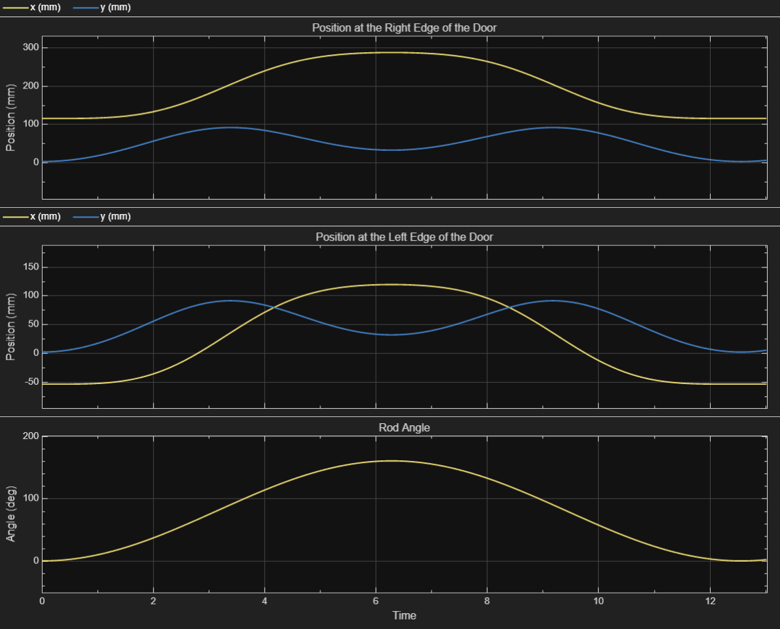 x (mm) y (mm)
Position at the Right Edge of the Door
Position (mm)
300
200
100
0
x (mm) y (mm)
Position at the Left Edge of the Door
Position (mm)
150
100
50
0
-50
Rod Angle
Angle (deg)
200
100
0
0 2 4 6 8 10 12
Time